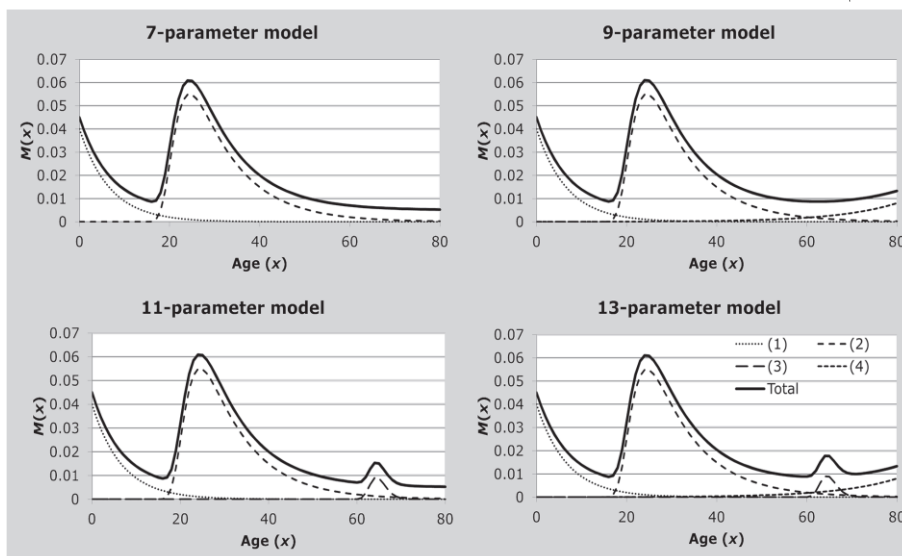 7-parameter model
0.07
0.06
0.05
0.04
0.03
0.02
0.01
0
M(x)
0 20 40 60 80
Age (x)
9-parameter model
0.07
0.06
0.05
0.04
0.03
0.02
0.01
0
M(x)
0 20 40 60 80
Age (x)
11-parameter model
0.07
0.06
0.05
0.04
0.03
0.02
0.01
0
M(x)
0 20 40 60 80
Age (x)
13-parameter model
0.07
0.06
0.05
0.04
0.03
0.02
0.01
0
M(x)
(1) (2)
(3) (4)
Total
0 20 40 60 80
Age (x)